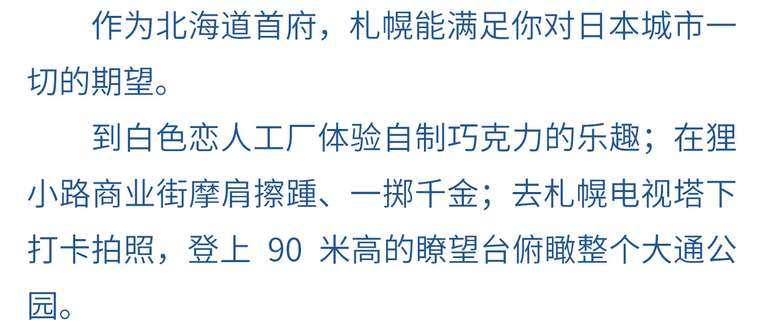 作为北海道首府，札幌能满足你对日本城市一
切的期望。
到白色恋人工厂体验自制巧克力的乐趣；在狸
小路商业街摩肩擦踵、一掷千金；去札幌电视塔下
打卡拍照，登上 90 米高的瞭望台俯瞰整个大通公
园。